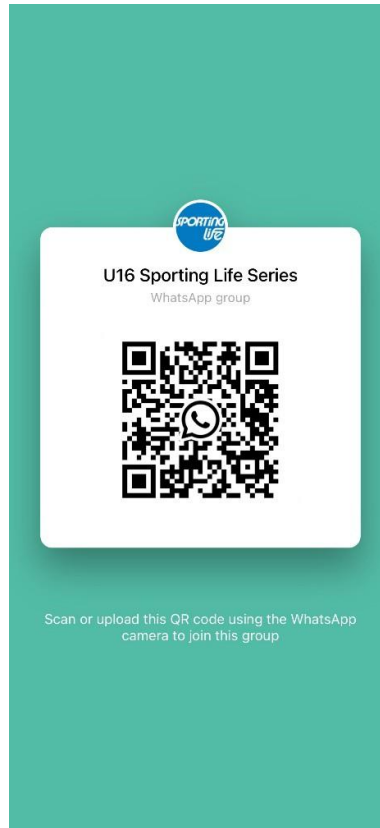 SPORTING
LIFE
U16 Sporting Life Series
WhatsApp group
Scan or upload this QR code using the WhatsApp
camera to join this group